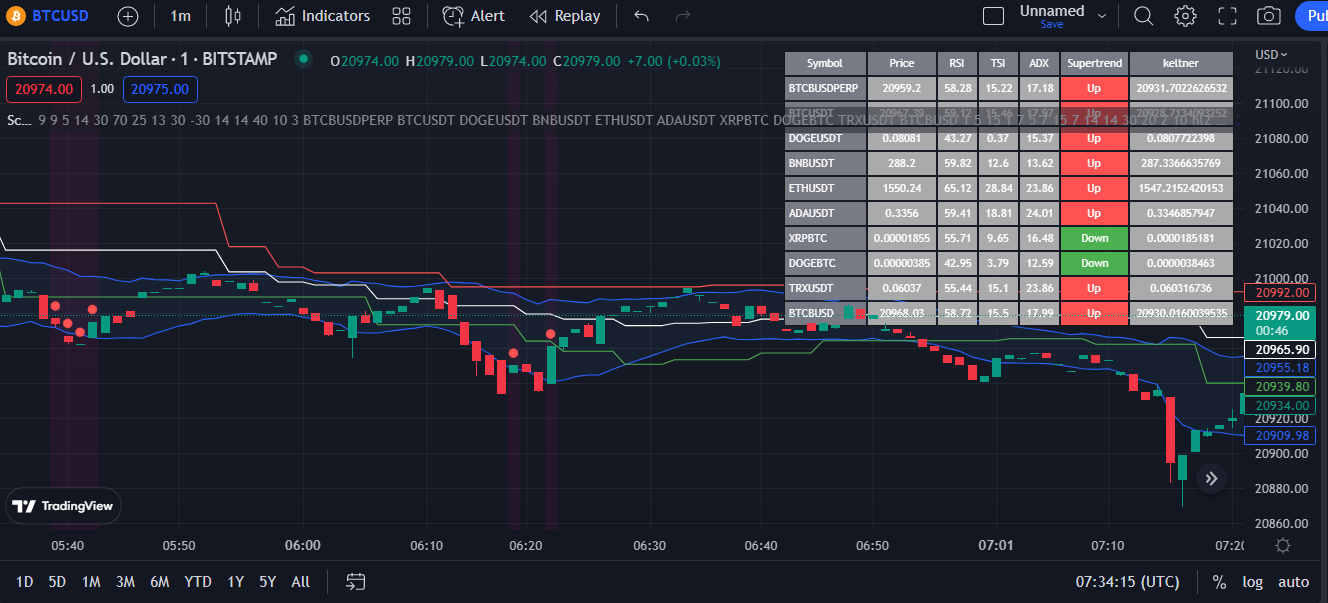 BTCUSD 1m Indicators Alert Replay Unnamed Save Pul
Bitcoin / U.S. Dollar · 1 · BITSTAMP O20974.00 H20979.00 L20974.00 C20979.00 +7.00 (+0.03%)
20974.00 1.00 20975.00
Sc... 9 9 5 14 30 70 25 13 30 -30 14 14 40 10 3 BTCBUSDPERP BTCUSDT DOGEUSDT BNBUSDT ETHUSDT ADAUSDT XRPBTC DOGEBTC TRXUSDT BTCBUSD
Symbol Price RSI TSI ADX Supertrend keltner
BTCBUSDPERP 20959.2 58.28 15.22 17.18 Up 20931.7022626532
BTCUSDT 20967.39 59.12 15.46 17.97 Up 20928.7134093252
DOGEUSDT 0.08081 43.27 0.37 15.37 Up 0.0807722398
BNBUSDT 288.2 59.82 12.6 13.62 Up 287.3366635769
ETHUSDT 1550.24 65.12 28.84 23.86 Up 1547.2152420153
ADAUSDT 0.3356 59.41 18.81 24.01 Up 0.3346857947
XRPBTC 0.00001855 55.71 9.65 16.48 Down 0.0000185181
DOGEBTC 0.00000385 42.95 3.79 12.59 Down 0.000038463
TRXUSDT 0.06037 55.44 15.1 23.86 Up 0.060316736
BTCBUSD 20968.03 58.72 15.5 17.99 Up 20930.0160039535
USD
21120.00
21100.00
21080.00
21060.00
21040.00
21020.00
21000.00
20992.00
20979.00
00:46
20965.90
20955.18
20939.80
20934.00
20920.00
20909.98
20900.00
20880.00
20860.00
TradingView
05:40 05:50 06:00 06:10 06:20 06:30 06:40 06:50 07:01 07:10 07:20
1D 5D 1M 3M 6M YTD 1Y 5Y All 07:34:15 (UTC) % log auto